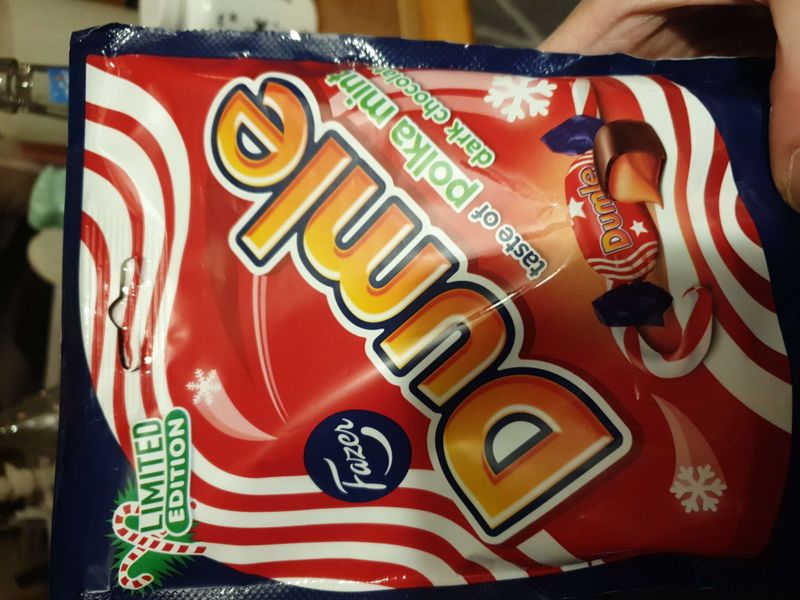 LIMITED
EDITION
Fazer
Dumle
taste of polka mint
dark chocolate
Dumle